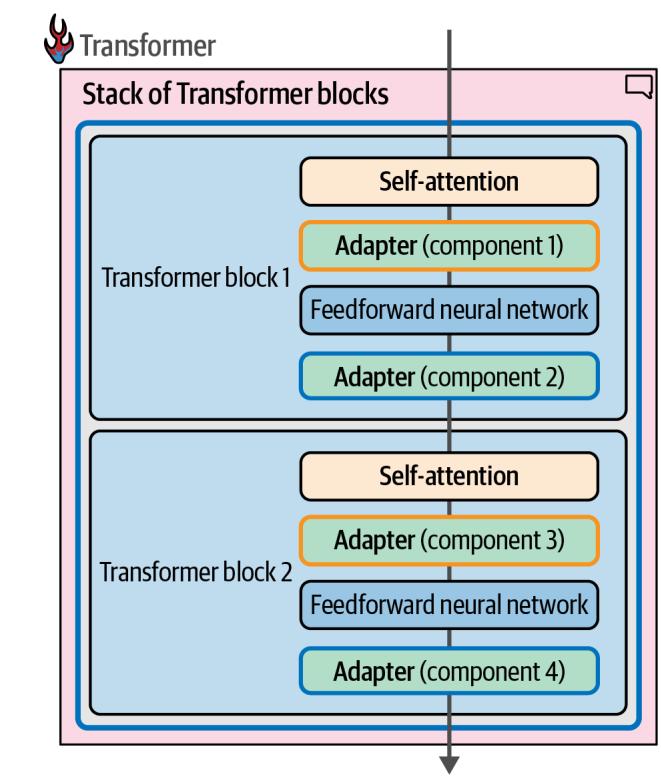 Transformer
Stack of Transformer blocks
Transformer block 1
Self-attention
Adapter (component 1)
Feedforward neural network
Adapter (component 2)
Transformer block 2
Self-attention
Adapter (component 3)
Feedforward neural network
Adapter (component 4)